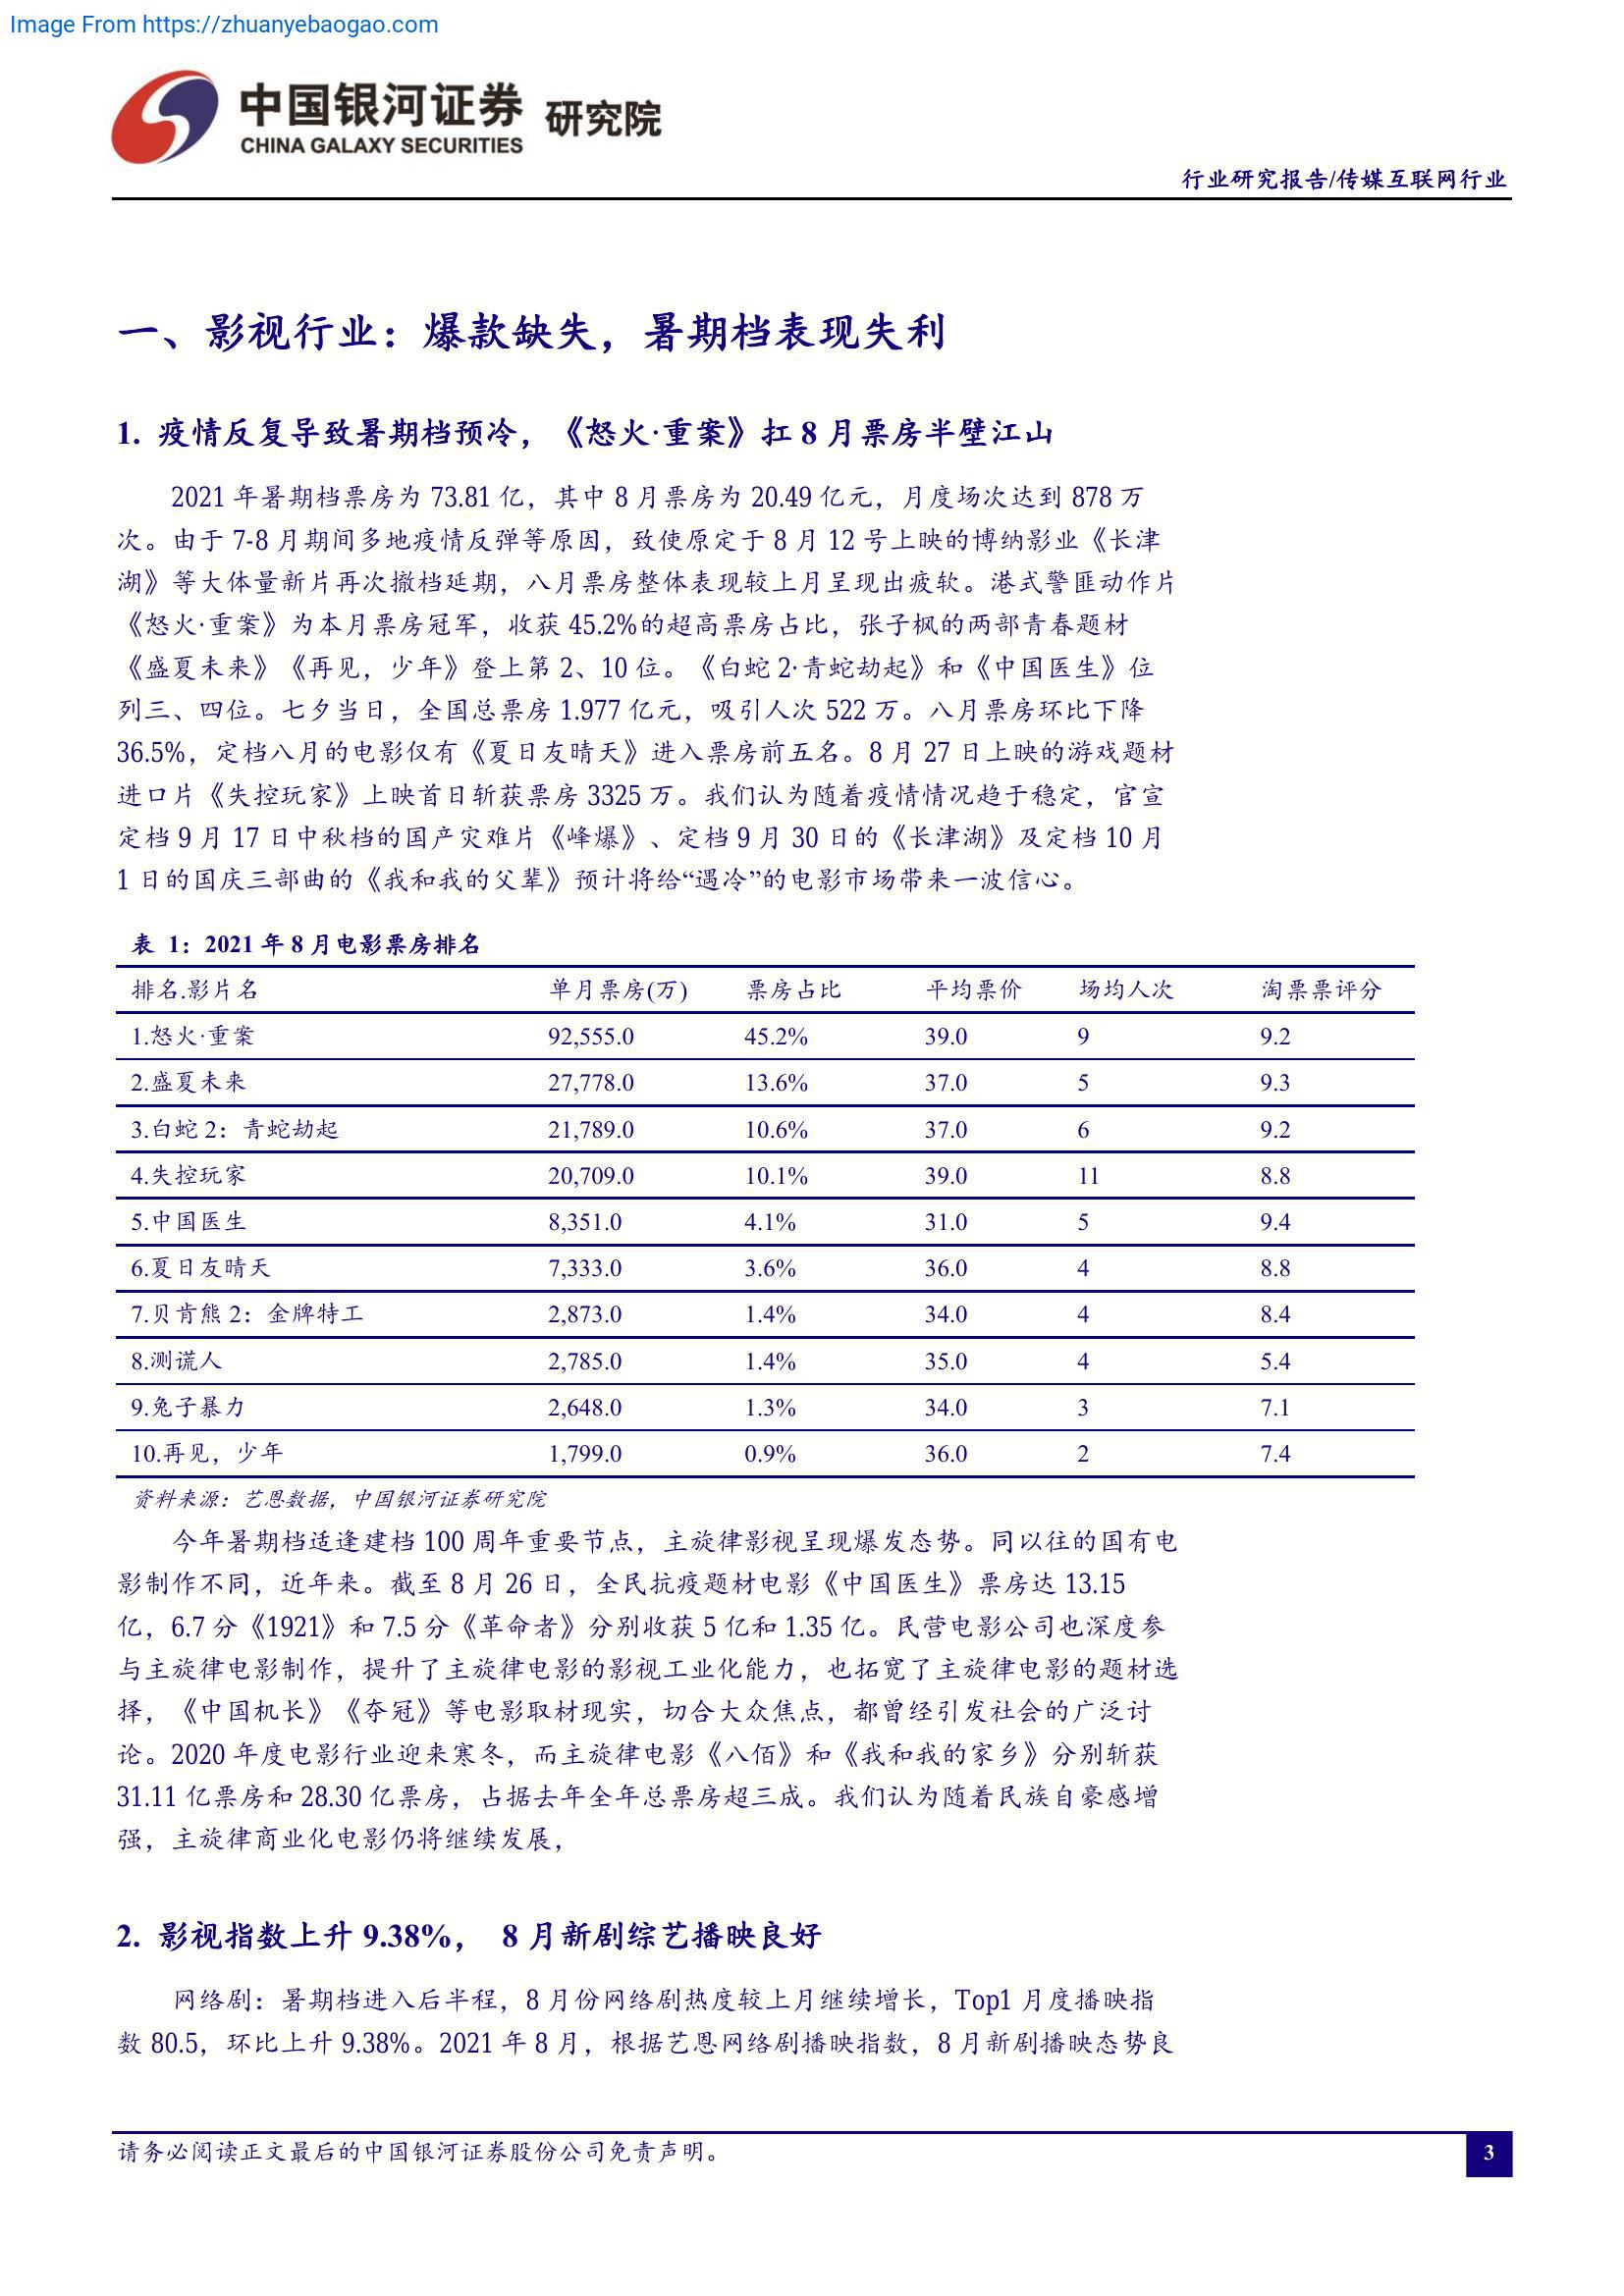 Image From https://zhuanyebaogao.com
中国银河证券 研究院
CHINA GALAXY SECURITIES
行业研究报告/传媒互联网行业
一、影视行业：爆款缺失，暑期档表现失利
1. 疫情反复导致暑期档预冷，《怒火·重案》扛 8 月票房半壁江山
2021 年暑期档票房为 73.81 亿，其中 8 月票房为 20.49 亿元，月度场次达到 878 万
次。由于 7-8 月期间多地疫情反弹等原因，致使原定于 8 月 12 号上映的博纳影业《长津
湖》等大体量新片再次撤档延期，八月票房整体表现较上月呈现出疲软。港式警匪动作片
《怒火·重案》为本月票房冠军，收获 45.2%的超高票房占比，张子枫的两部青春题材
《盛夏未来》《再见，少年》登上第 2、10 位。《白蛇 2·青蛇劫起》和《中国医生》位
列三、四位。七夕当日，全国总票房 1.977 亿元，吸引人次 522 万。八月票房环比下降
36.5%，定档八月的电影仅有《夏日友晴天》进入票房前五名。8 月 27 日上映的游戏题材
进口片《失控玩家》上映首日斩获票房 3325 万。我们认为随着疫情情况趋于稳定，官宣
定档 9 月 17 日中秋档的国产灾难片《峰爆》、定档 9 月 30 日的《长津湖》及定档 10 月
1 日的国庆三部曲的《我和我的父辈》预计将给“遇冷”的电影市场带来一波信心。
表 1：2021 年 8 月电影票房排名
排名.影片名 单月票房(万) 票房占比 平均票价 场均人次 淘票票评分
1.怒火·重案 92,555.0 45.2% 39.0 9 9.2
2.盛夏未来 27,778.0 13.6% 37.0 5 9.3
3.白蛇 2：青蛇劫起 21,789.0 10.6% 37.0 6 9.2
4.失控玩家 20,709.0 10.1% 39.0 11 8.8
5.中国医生 8,351.0 4.1% 31.0 5 9.4
6.夏日友晴天 7,333.0 3.6% 36.0 4 8.8
7.贝肯熊 2：金牌特工 2,873.0 1.4% 34.0 4 8.4
8.测谎人 2,785.0 1.4% 35.0 4 5.4
9.兔子暴力 2,648.0 1.3% 34.0 3 7.1
10.再见，少年 1,799.0 0.9% 36.0 2 7.4
资料来源：艺恩数据，中国银河证券研究院
今年暑期档适逢建档 100 周年重要节点，主旋律影视呈现爆发态势。同以往的国有电
影制作不同，近年来。截至 8 月 26 日，全民抗疫题材电影《中国医生》票房达 13.15
亿，6.7 分《1921》和 7.5 分《革命者》分别收获 5 亿和 1.35 亿。民营电影公司也深度参
与主旋律电影制作，提升了主旋律电影的影视工业化能力，也拓宽了主旋律电影的题材选
择，《中国机长》《夺冠》等电影取材现实，切合大众焦点，都曾经引发社会的广泛讨
论。2020 年度电影行业迎来寒冬，而主旋律电影《八佰》和《我和我的家乡》分别斩获
31.11 亿票房和 28.30 亿票房，占据去年全年总票房超三成。我们认为随着民族自豪感增
强，主旋律商业化电影仍将继续发展，
2. 影视指数上升 9.38%， 8 月新剧综艺播映良好
网络剧：暑期档进入后半程，8 月份网络剧热度较上月继续增长，Top1 月度播映指
数 80.5，环比上升 9.38%。2021 年 8 月，根据艺恩网络剧播映指数，8 月新剧播映态势良
请务必阅读正文最后的中国银河证券股份公司免责声明。
3